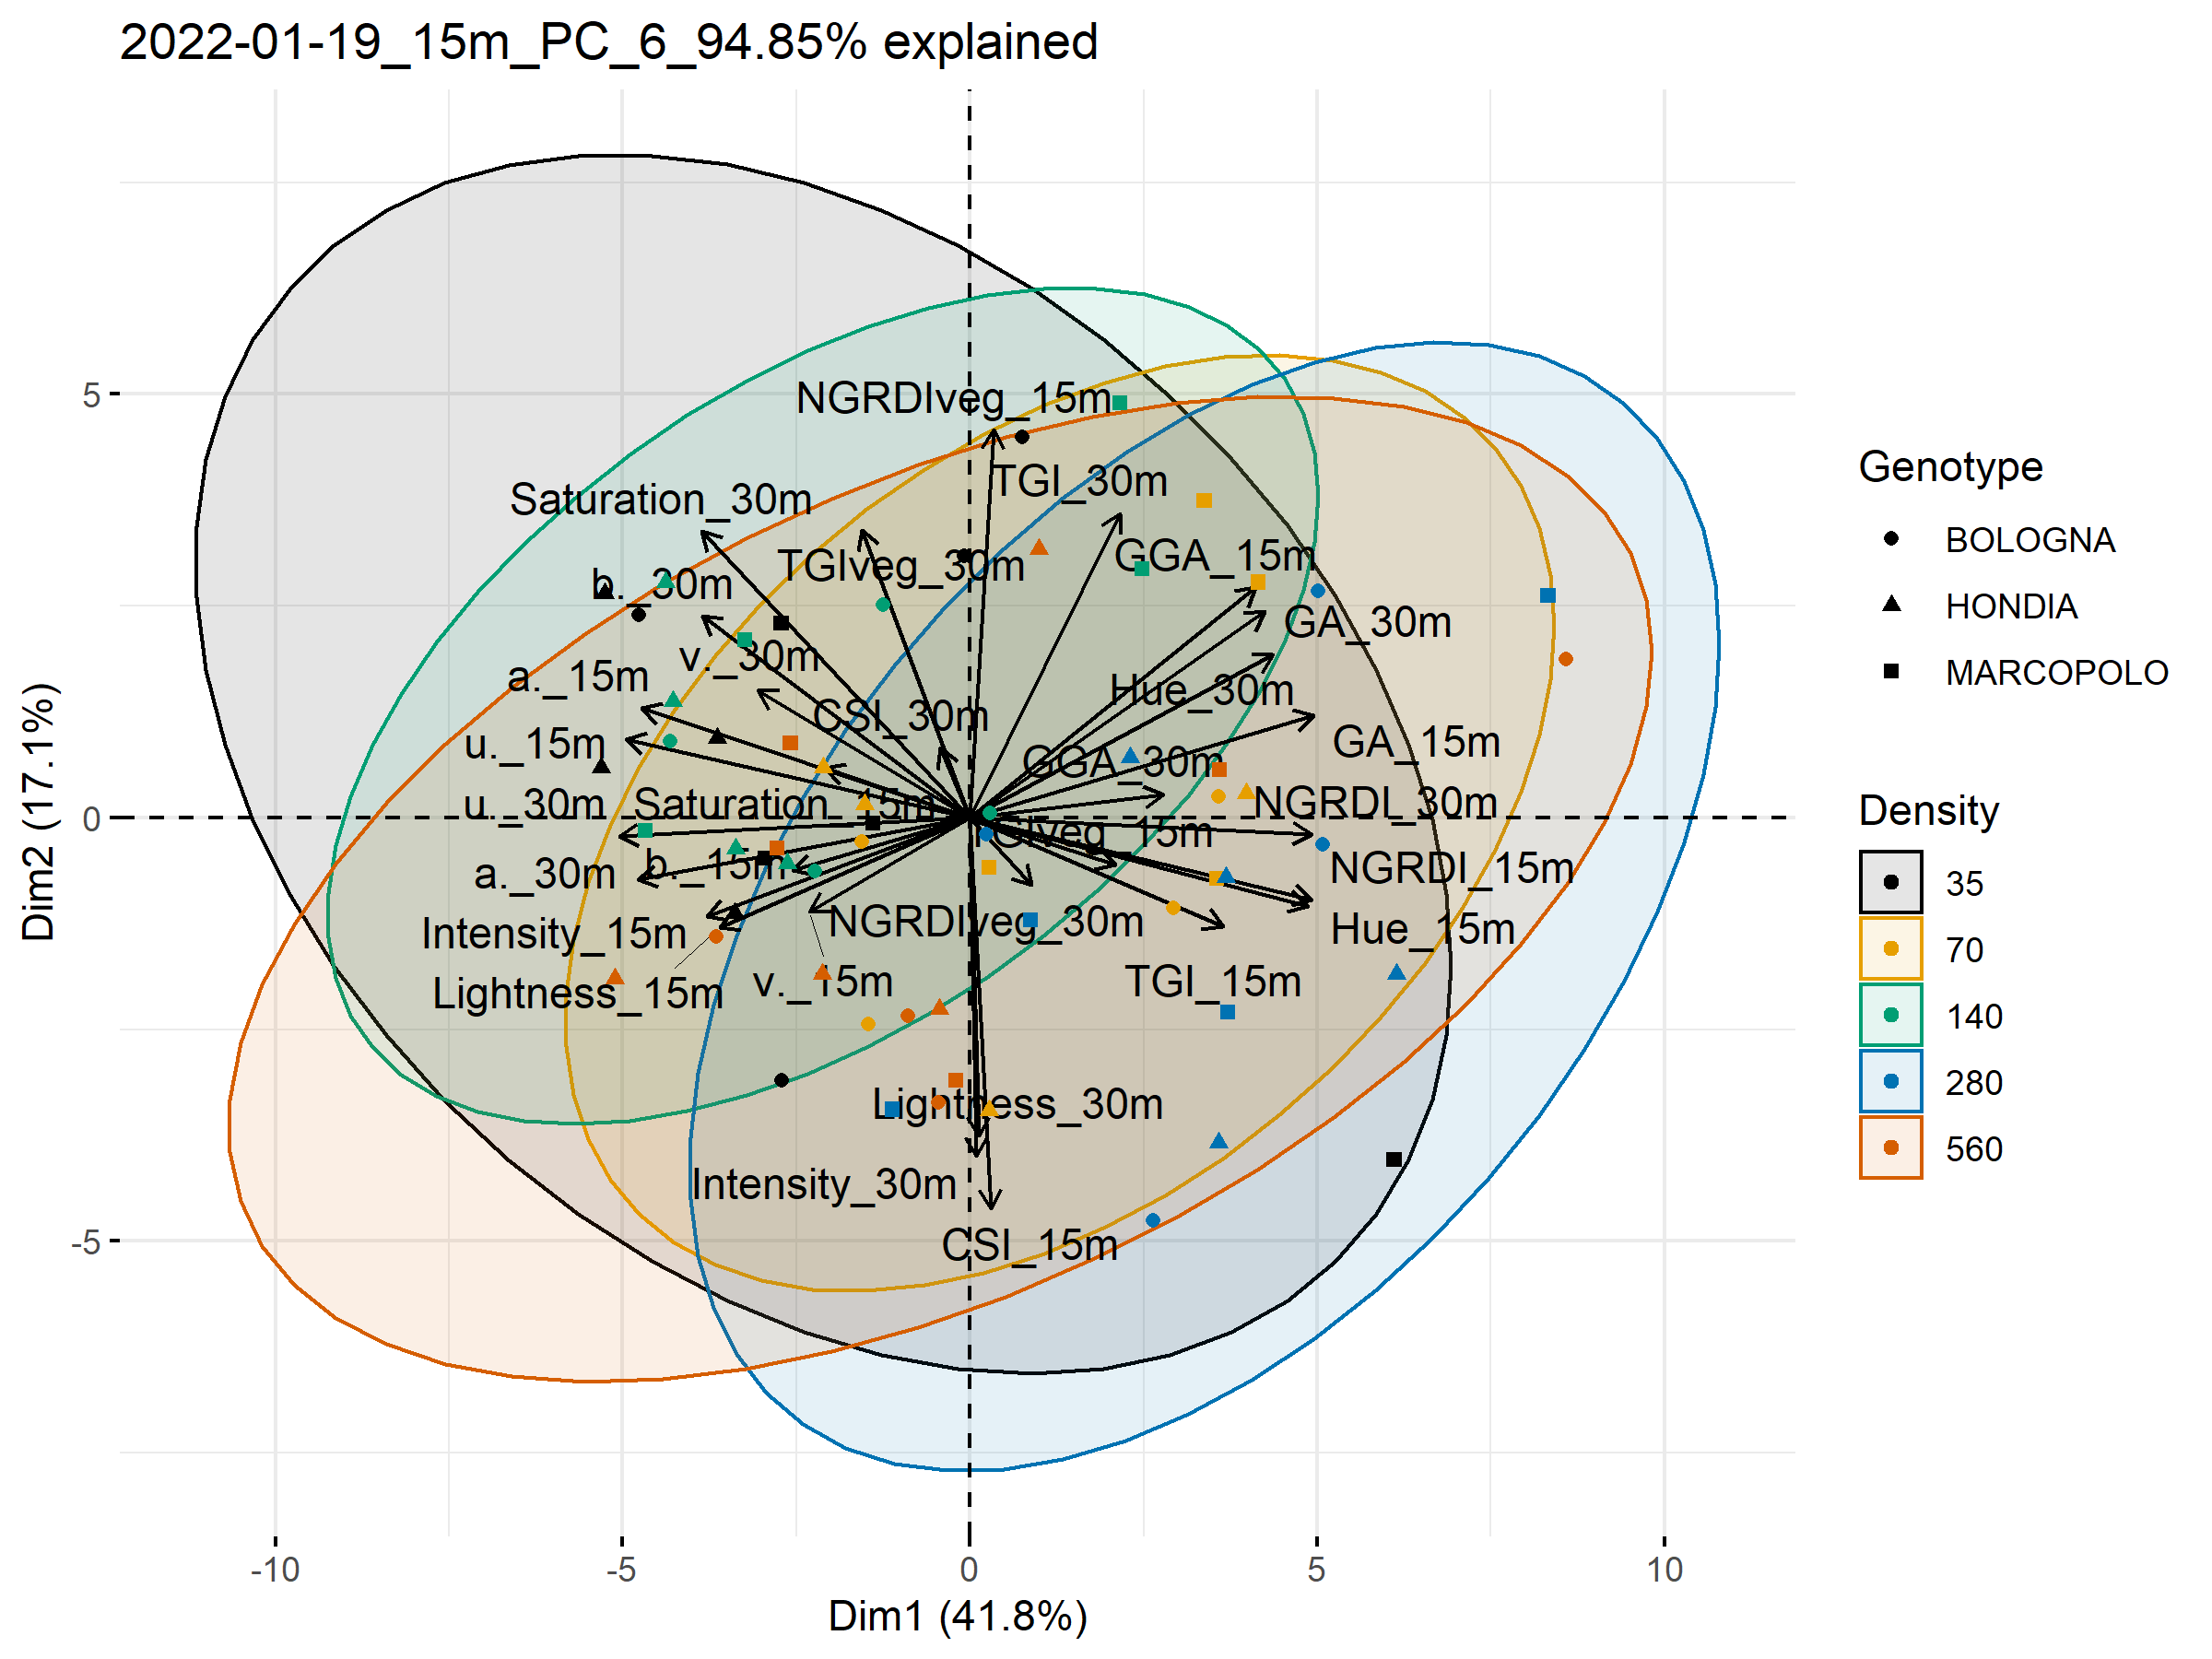 2022-01-19_15m_PC_6_94.85% explained
NGRDIveg_15m
TGI_30m
Saturation_30m
GGA_15m
TGIveg_30m
b._30m
GA_30m
v._30m
a._15m
Hue_30m
CSI_30m
u._15m
GA_15m
GGA_30m
u._30m
Saturation_15m
NGRDI_30m
TGIveg_15m
b._15m
a._30m
NGRDI_15m
Intensity_15m
NGRDIveg_30m
Hue_15m
Lightness_15m
v._15m
TGI_15m
Lightness_30m
Intensity_30m
CSI_15m
5
0
-5
Dim2 (17.1%)
-10
-5
0
5
10
Dim1 (41.8%)
Genotype
BOLOGNA
HONDIA
MARCOPOLO
Density
35
70
140
280
560